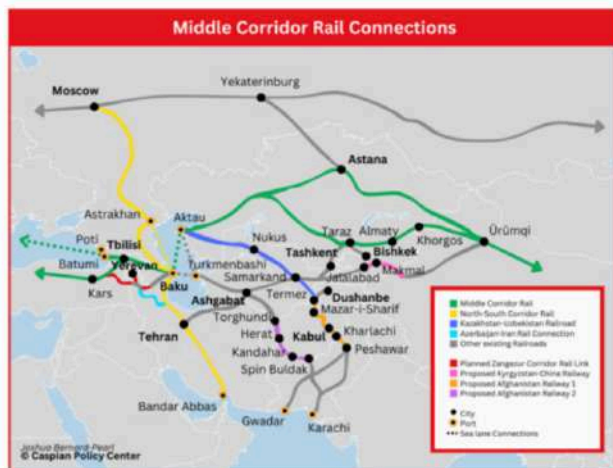 Middle Corridor Rail Connections
Moscow
Yekaterinburg
Astana
Astrakhan
Aktau
Poti
Tbilisi
Batumi
Yerevan
Kars
Baku
Turkmenbashi
Nukus
Taraz
Almaty
Khorgos
Ürümqi
Tashkent
Bishkek
Samarkand
Jalalabad
Makmal
Ashgabat
Termez
Dushanbe
Mazar-i-Sharif
Tehran
Torghundi
Herat
Kabul
Kharlachi
Kandahar
Peshawar
Spin Buldak
Bandar Abbas
Gwadar
Karachi
Middle Corridor Rail
North-South Corridor Rail
Kazakhstan-Uzbekistan Railroad
Azerbaijan-Iran Rail Connection
Other existing Railroads
Planned Zangezur Corridor Rail Link
Proposed Kyrgyzstan-China Railway
Proposed Afghanistan Railway 1
Proposed Afghanistan Railway 2
City
Port
Sea lane Connections
Joshua Bernard-Pearl
© Caspian Policy Center